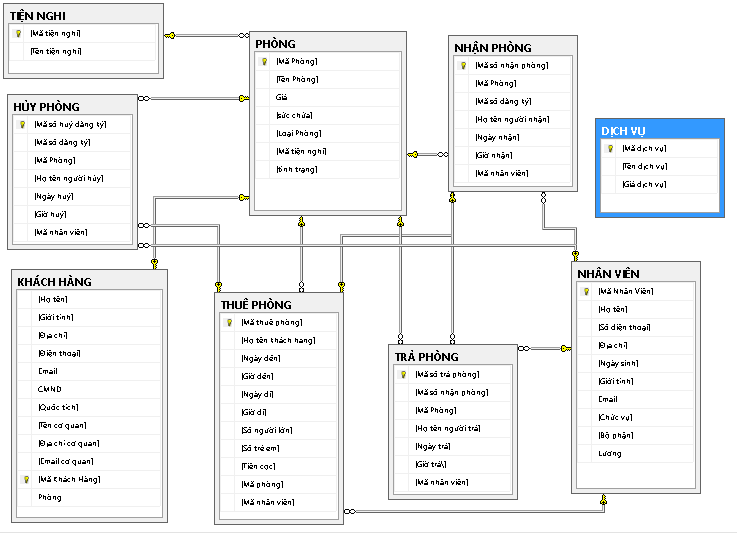 TIỆN NGHI
[Mã tiện nghi]
[Tên tiện nghi]
PHÒNG
[Mã Phòng]
[Tên Phòng]
Giá
[sức chứa]
[Loại Phòng]
[Mã tiện nghi]
[tình trạng]
NHẬN PHÒNG
[Mã số nhận phòng]
[Mã Phòng]
[Mã số đăng tý]
[Họ tên người nhận]
[Ngày nhận]
[Giờ nhận]
[Mã nhân viên]
HỦY PHÒNG
[Mã số huỷ đăng tý]
[Mã số đăng tý]
[Mã Phòng]
[Họ tên người hủy]
[Ngày huỷ]
[Giờ huỷ]
[Mã nhân viên]
DỊCH VỤ
[Mã dịch vụ]
[Tên dịch vụ]
[Giá dịch vụ]
KHÁCH HÀNG
[Họ tên]
[Giới tính]
[Địa chỉ]
[Điện thoại]
Email
CMND
[Quốc tịch]
[Tên cơ quan]
[Địa chỉ cơ quan]
[Email cơ quan]
[Mã Khách Hàng]
Phòng
THUÊ PHÒNG
[Mã thuê phòng]
[Họ tên khách hang]
[Ngày đến]
[Giờ đến]
[Ngày đi]
[Giờ đi]
[Số người lớn]
[Số trẻ em]
[Tiền cọc]
[Mã phòng]
[Mã nhân viên]
TRẢ PHÒNG
[Mã số trả phòng]
[Mã số nhận phòng]
[Mã Phòng]
[Họ tên người trả]
[Ngày trả]
[Giờ trả\]
[Mã nhân viên]
NHÂN VIÊN
[Mã Nhân Viên]
[Họ tên]
[Số điện thoại]
[Địa chỉ]
[Ngày sinh]
[Giới tính]
Email
[Chức vụ]
[Bộ phận]
Lương